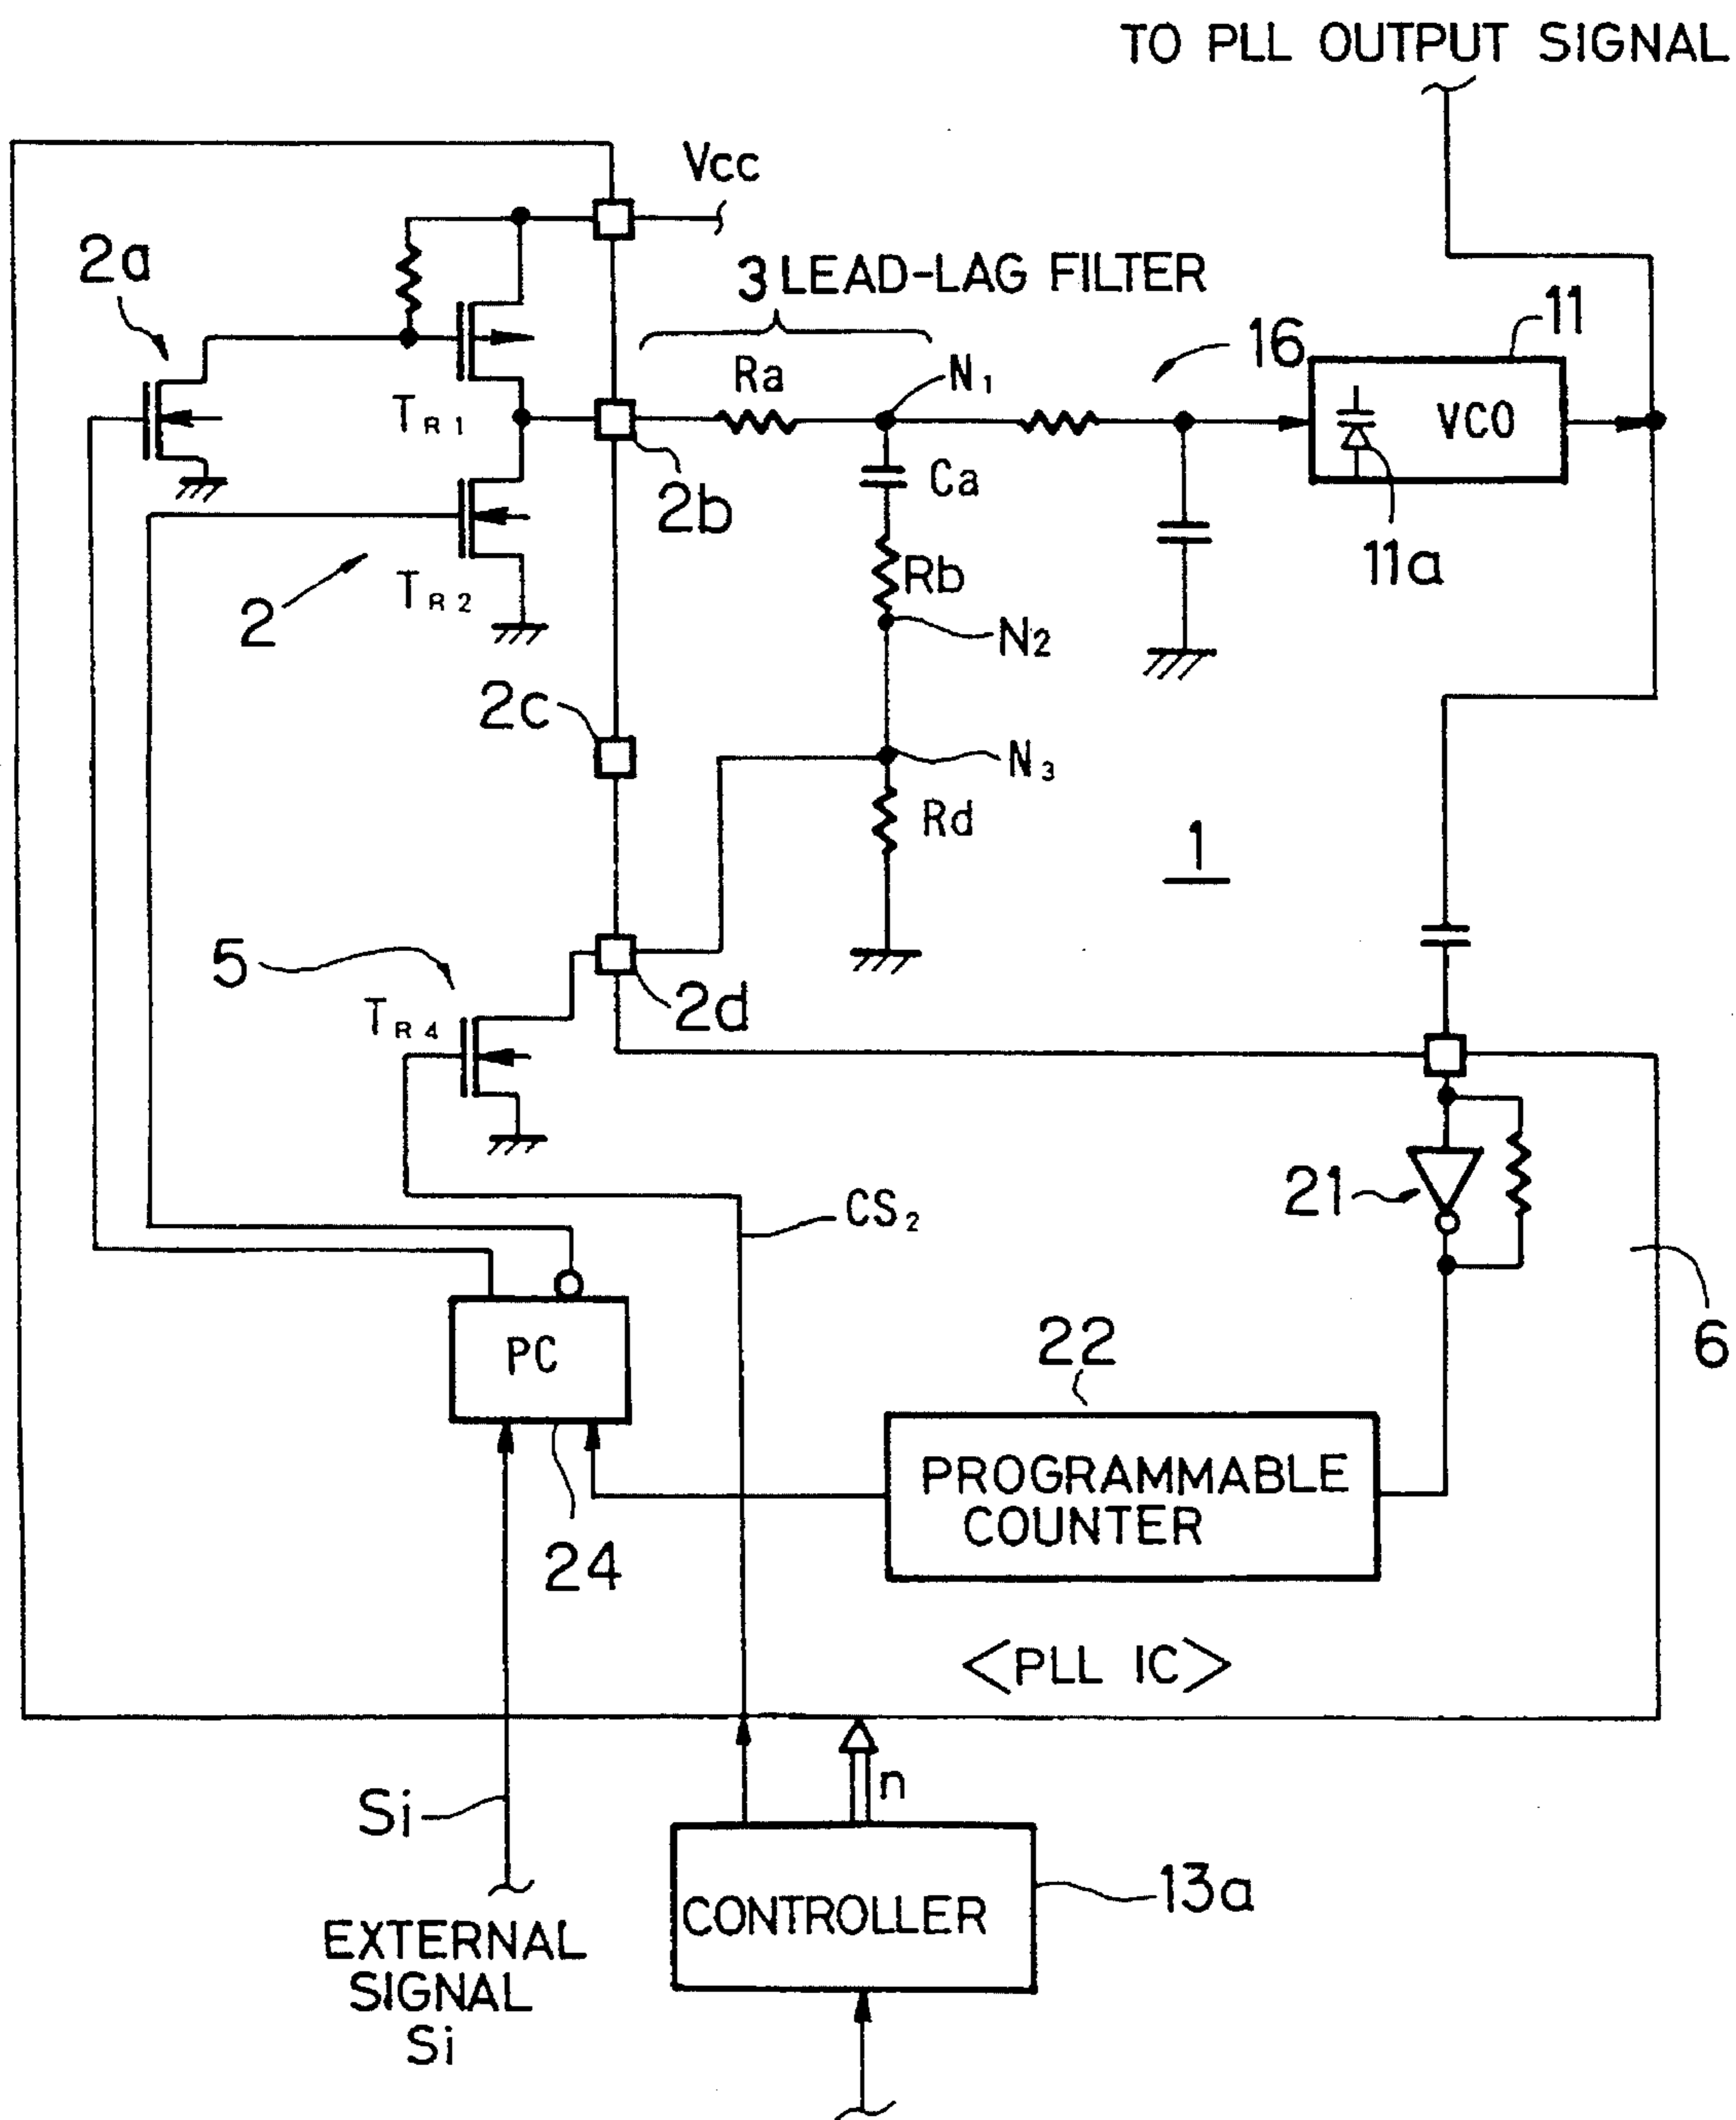 TO PLL OUTPUT SIGNAL
Vcc
2a
3 LEAD-LAG FILTER
11
16
Ra
N1
TR1
VCO
2b
Ca
11a
Rb
TR2
2
N2
2c
N3
Rd
1
5
2d
TR4
21
CS2
6
PC
22
PROGRAMMABLE
COUNTER
24
<PLL IC>
n
Si
13a
CONTROLLER
EXTERNAL
SIGNAL
Si